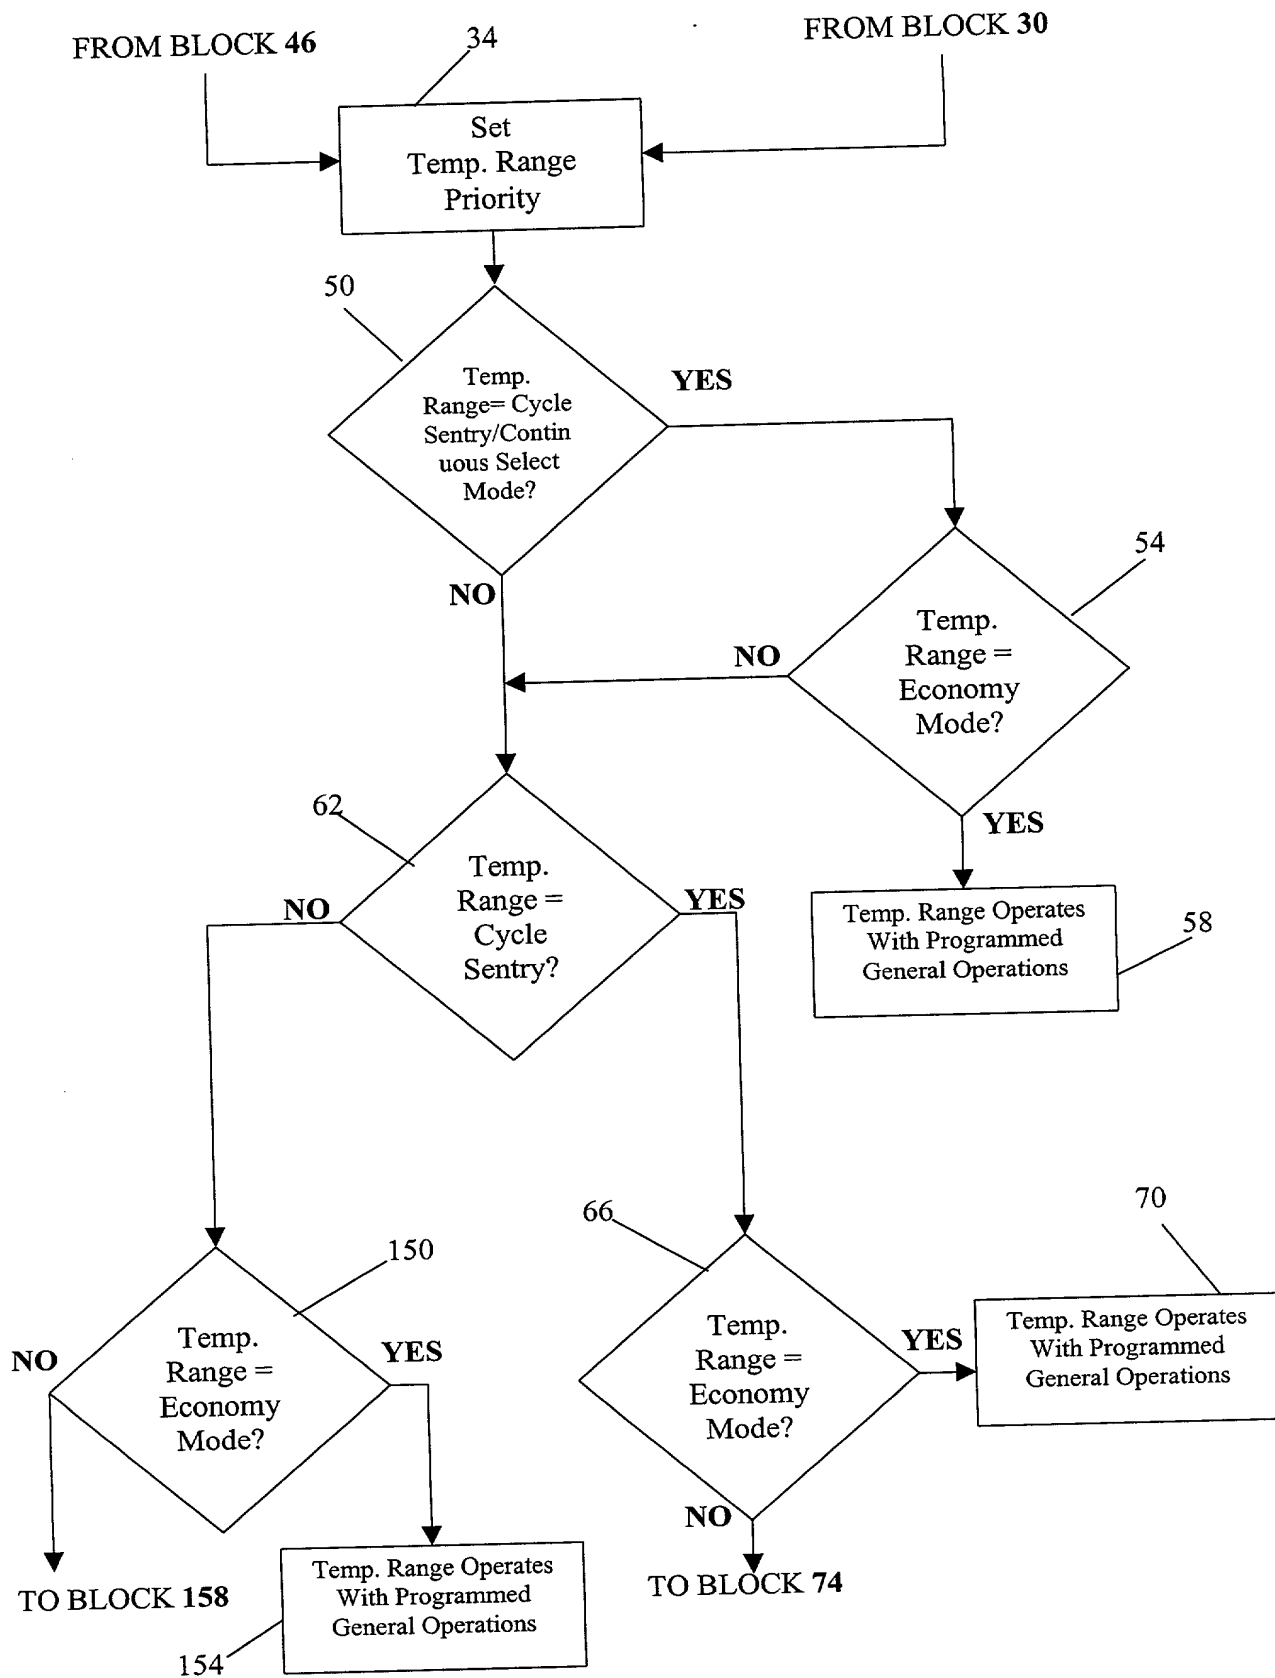 FROM BLOCK 46
34
FROM BLOCK 30
Set
Temp. Range
Priority
50
Temp.
Range= Cycle
Sentry/Contin
uous Select
Mode?
YES
NO
54
Temp.
Range =
Economy
Mode?
NO
YES
62
Temp.
Range =
Cycle
Sentry?
NO
YES
Temp. Range Operates
With Programmed
General Operations
58
150
66
70
Temp.
Range =
Economy
Mode?
NO
YES
Temp.
Range =
Economy
Mode?
YES
NO
Temp. Range Operates
With Programmed
General Operations
TO BLOCK 158
Temp. Range Operates
With Programmed
General Operations
154
TO BLOCK 74